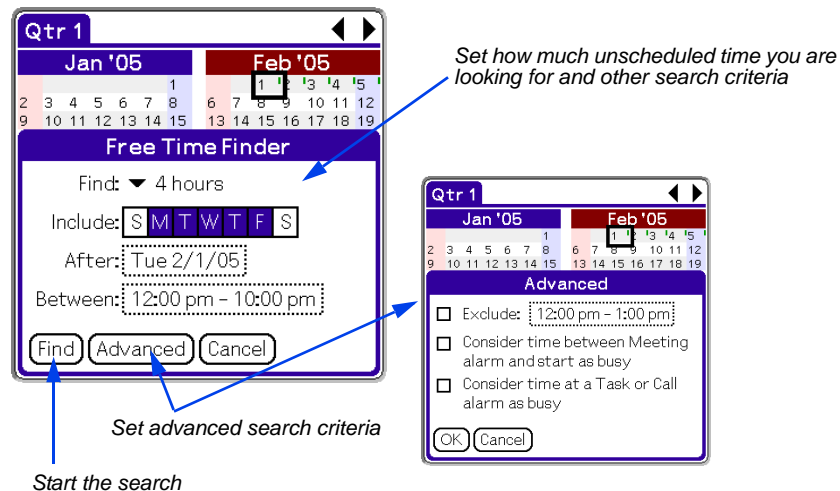 Qtr 1
Jan '05 Feb '05
1 1 2 3 4 5
2 3 4 5 6 7 8 6 7 8 9 10 11 12
9 10 11 12 13 14 15 13 14 15 16 17 18 19
Free Time Finder
Find: 4 hours
Include: S M T W T F S
After: Tue 2/1/05
Between: 12:00 pm - 10:00 pm
Find Advanced Cancel
Set how much unscheduled time you are
looking for and other search criteria
Qtr 1
Jan '05 Feb '05
1 1 2 3 4 5
2 3 4 5 6 7 8 6 7 8 9 10 11 12
9 10 11 12 13 14 15 13 14 15 16 17 18 19
Advanced
Exclude: 12:00 pm - 1:00 pm
Consider time between Meeting
alarm and start as busy
Consider time at a Task or Call
alarm as busy
OK Cancel
Set advanced search criteria
Start the search